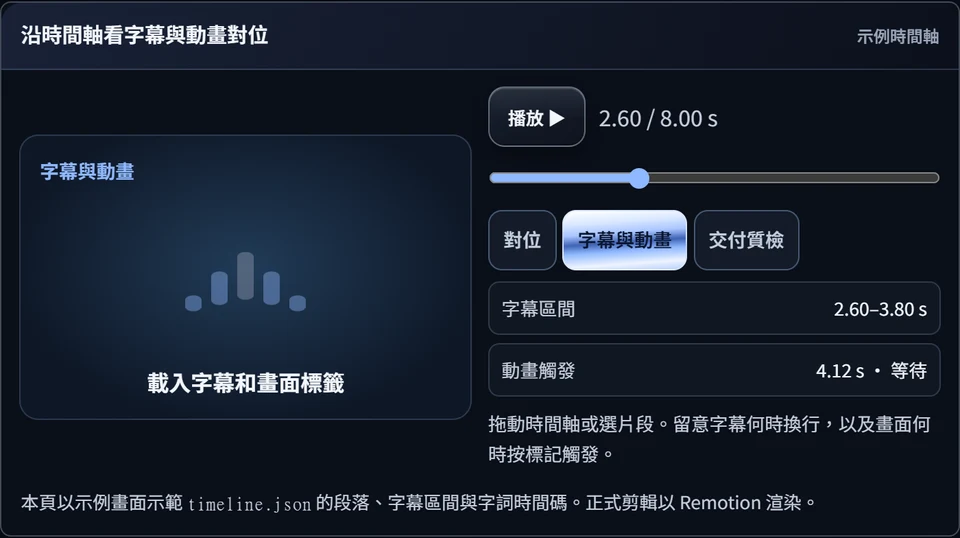 沿時間軸看字幕與動畫對位
示例時間軸
字幕與動畫
載入字幕和畫面標籤
播放 ▶
2.60 / 8.00 s
對位
字幕與動畫
交付質檢
字幕區間
2.60–3.80 s
動畫觸發
4.12 s · 等待
拖動時間軸或選片段。留意字幕何時換行，以及畫面何
時按標記觸發。
本頁以示例畫面示範 timeline.json 的段落、字幕區間與字詞時間碼。正式剪輯以 Remotion 渲染。